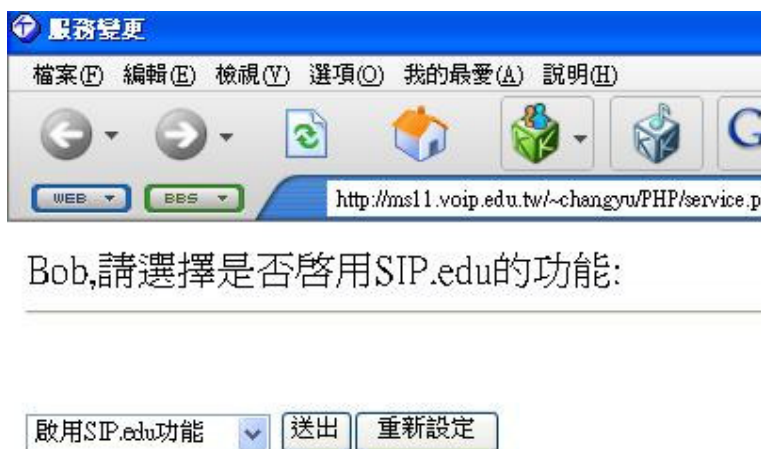 服務變更
檔案(F) 編輯(E) 檢視(V) 選項(O) 我的最愛(A) 說明(H)
RK RK G
WEB BBS http://ms11.voip.edu.tw/~changyu/PHP/service.p
Bob,請選擇是否啓用SIP.edu的功能:
啟用SIP.edu功能 送出 重新設定